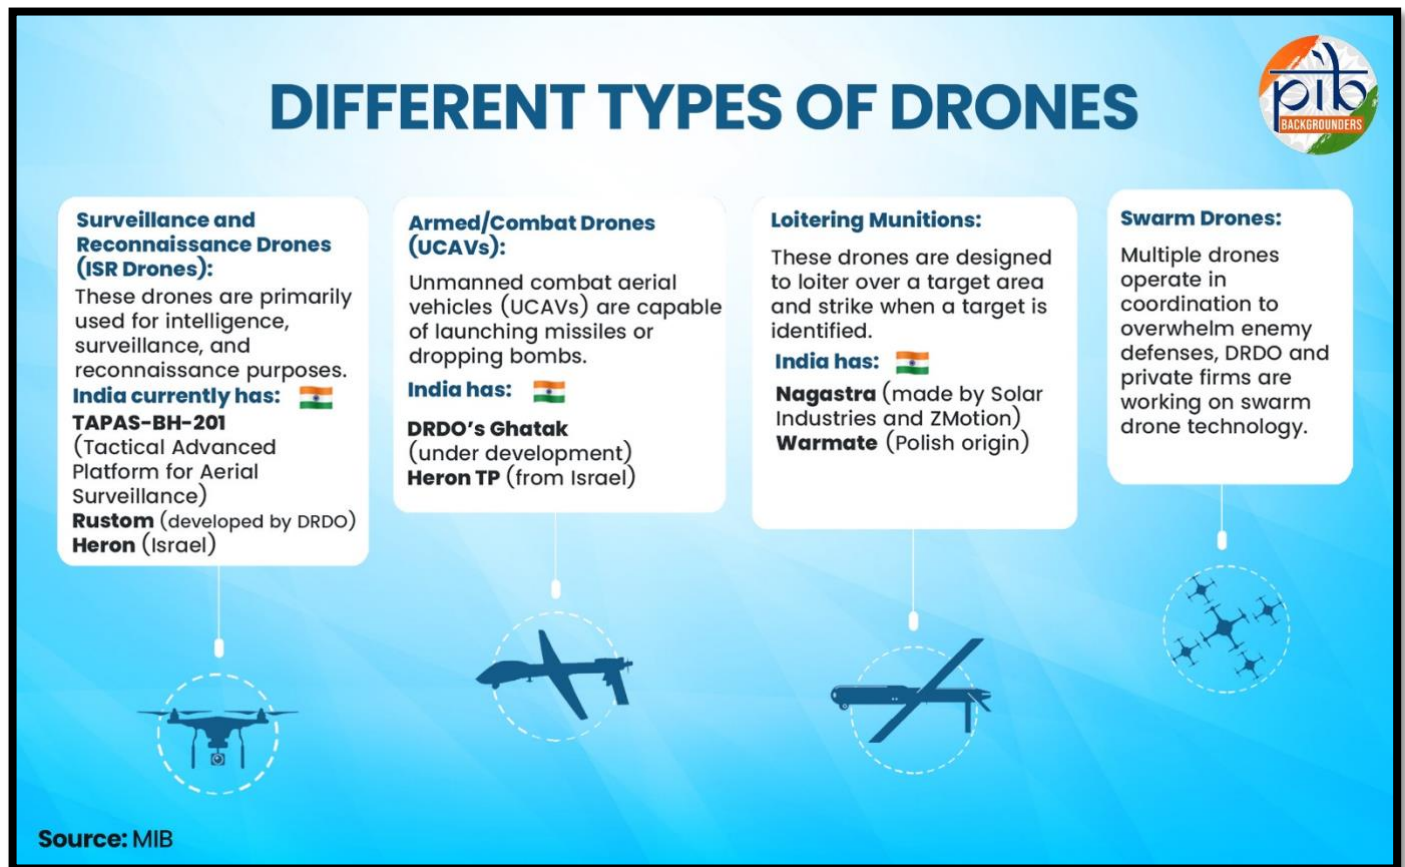 DIFFERENT TYPES OF DRONES
pib
BACKGROUNDERS
Surveillance and
Reconnaissance Drones
(ISR Drones):
These drones are primarily
used for intelligence,
surveillance, and
reconnaissance purposes.
India currently has:
TAPAS-BH-201
(Tactical Advanced
Platform for Aerial
Surveillance)
Rustom (developed by DRDO)
Heron (Israel)
Armed/Combat Drones
(UCAVs):
Unmanned combat aerial
vehicles (UCAVs) are capable
of launching missiles or
dropping bombs.
India has:
DRDO’s Ghatak
(under development)
Heron TP (from Israel)
Loitering Munitions:
These drones are designed
to loiter over a target area
and strike when a target is
identified.
India has:
Nagastra (made by Solar
Industries and ZMotion)
Warmate (Polish origin)
Swarm Drones:
Multiple drones
operate in
coordination to
overwhelm enemy
defenses, DRDO and
private firms are
working on swarm
drone technology.
Source: MIB